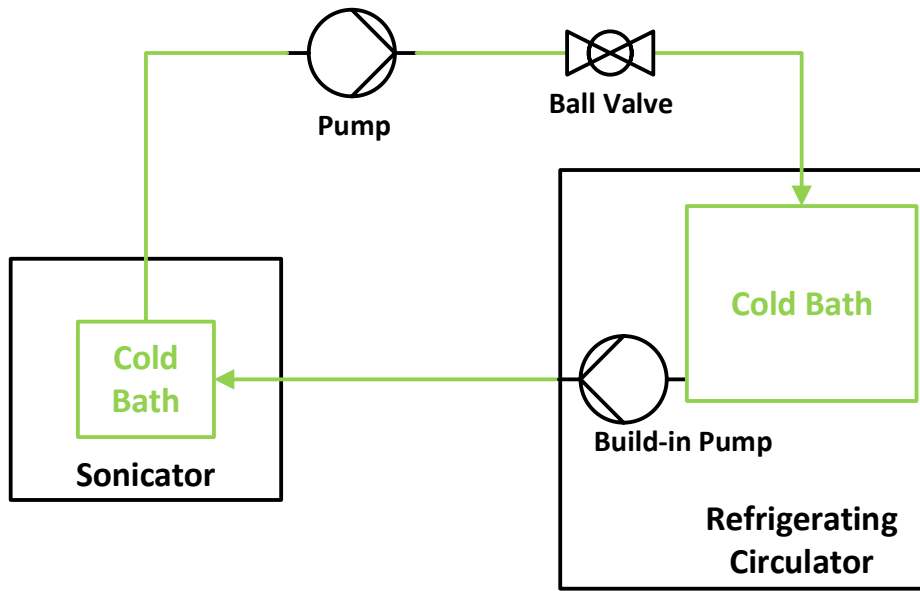 Pump
Ball Valve
Cold Bath
Cold
Bath
Build-in Pump
Sonicator
Refrigerating
Circulator